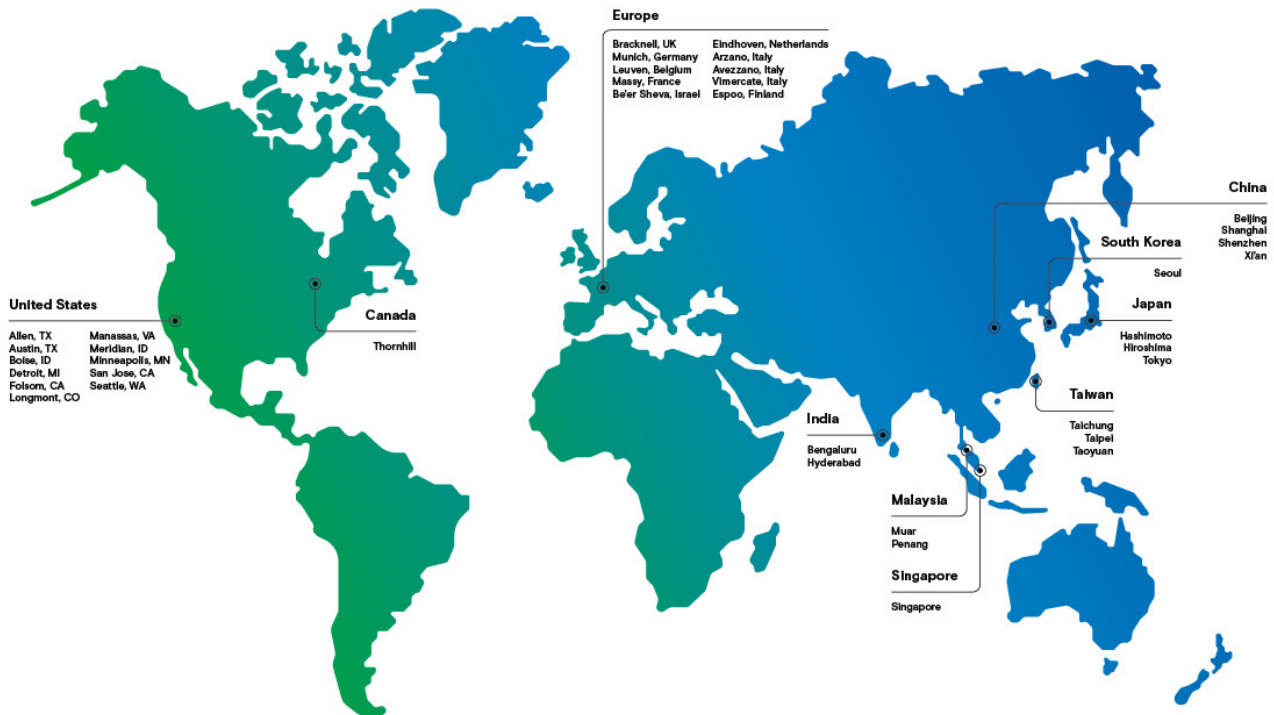 Europe
Bracknell, UK
Munich, Germany
Leuven, Belgium
Massy, France
Be'er Sheva, Israel
Eindhoven, Netherlands
Arzano, Italy
Avezzano, Italy
Vimercate, Italy
Espoo, Finland
China
Beijing
Shanghai
Shenzhen
Xi'an
South Korea
Seoul
United States
Allen, TX
Austin, TX
Boise, ID
Detroit, MI
Folsom, CA
Longmont, CO
Manassas, VA
Meridian, ID
Minneapolis, MN
San Jose, CA
Seattle, WA
Canada
Thornhill
Japan
Hashimoto
Hiroshima
Tokyo
Taiwan
Taichung
Taipei
Taoyuan
India
Bengaluru
Hyderabad
Malaysia
Muar
Penang
Singapore
Singapore